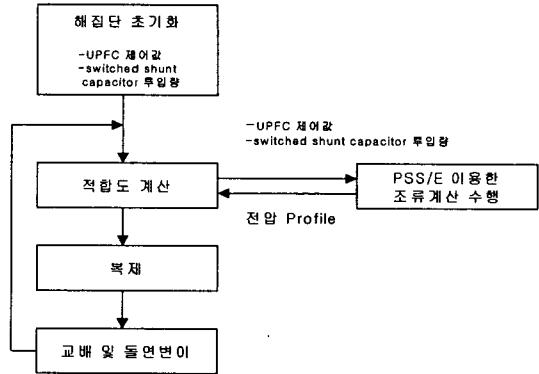 해집단 초기화
-UPFC 제어값
-switched shunt
capacitor 투입량
-UPFC 제어값
-switched shunt capacitor 투입량
적합도 계산
PSS/E 이용한
조류계산 수행
전압 Profile
복제
교배 및 돌연변이